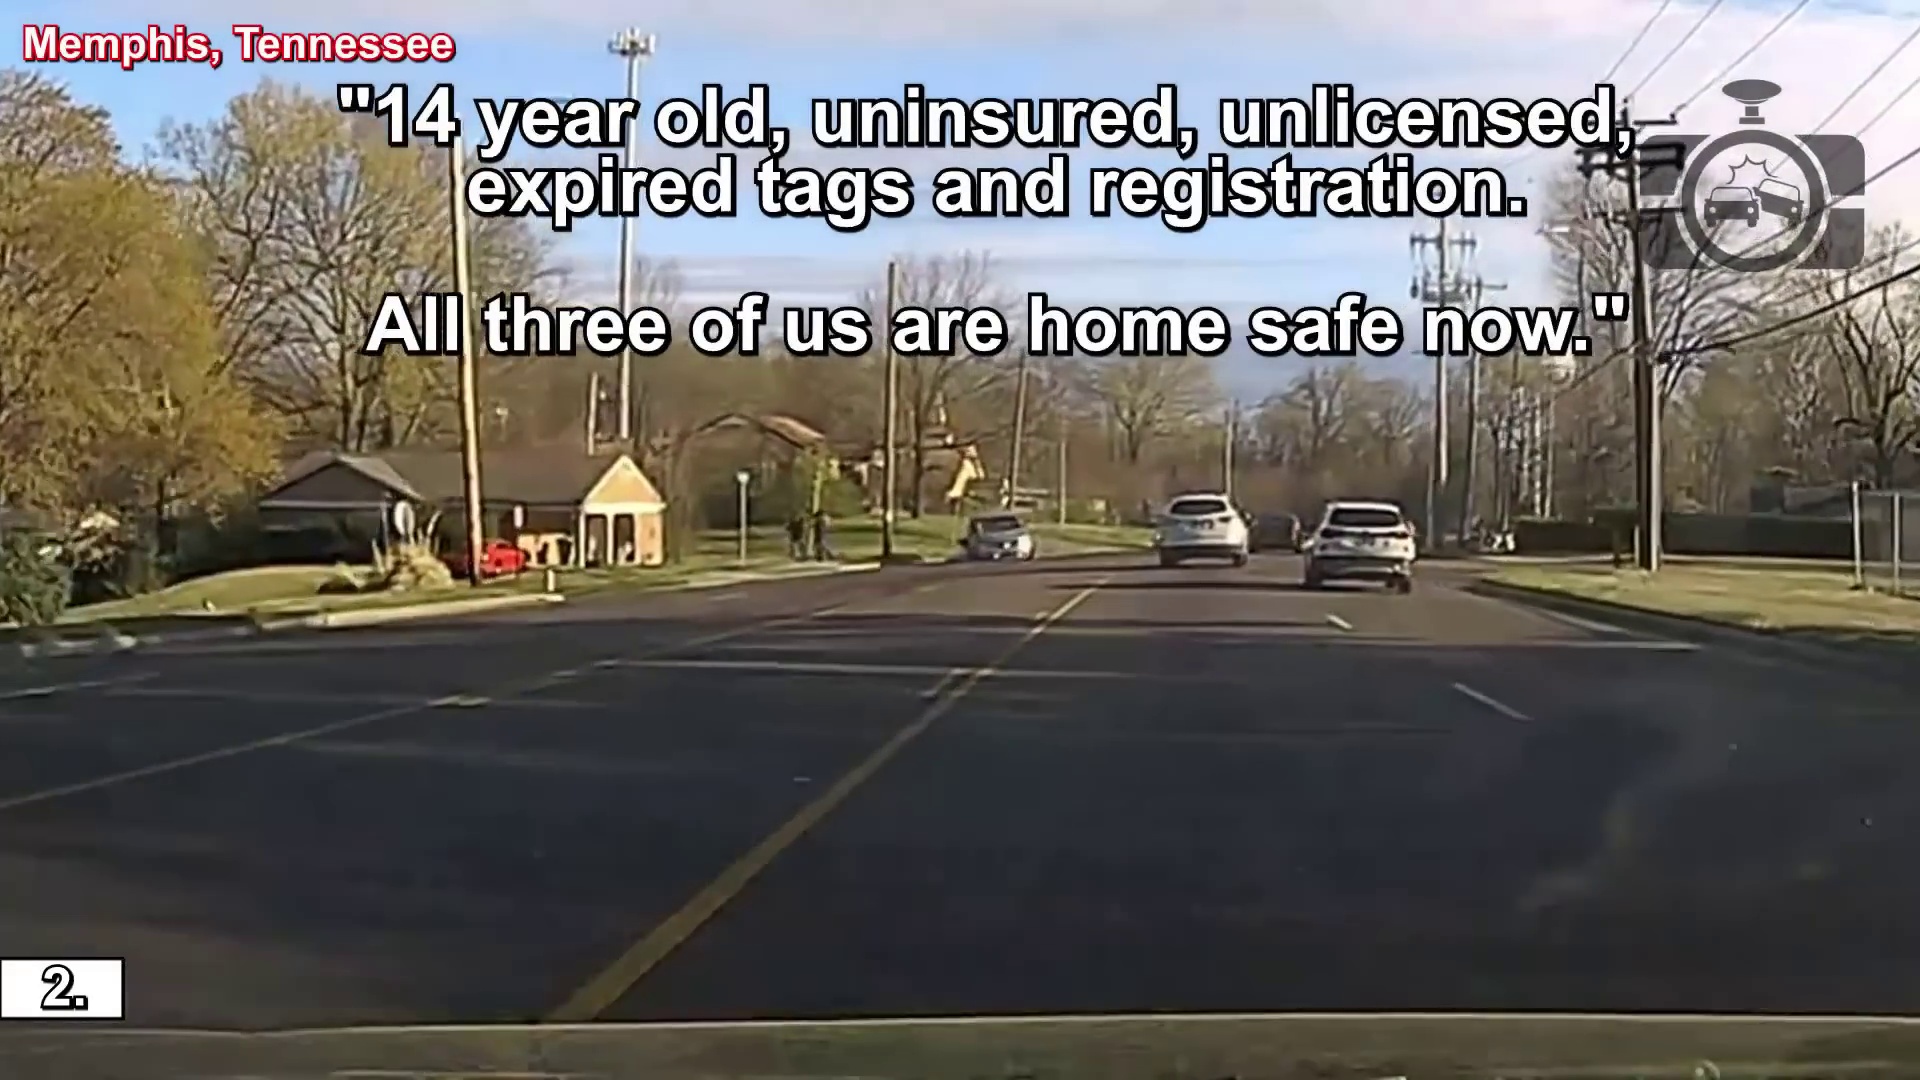 Memphis, Tennessee
"14 year old, uninsured, unlicensed,
expired tags and registration.
All three of us are home safe now."
2.